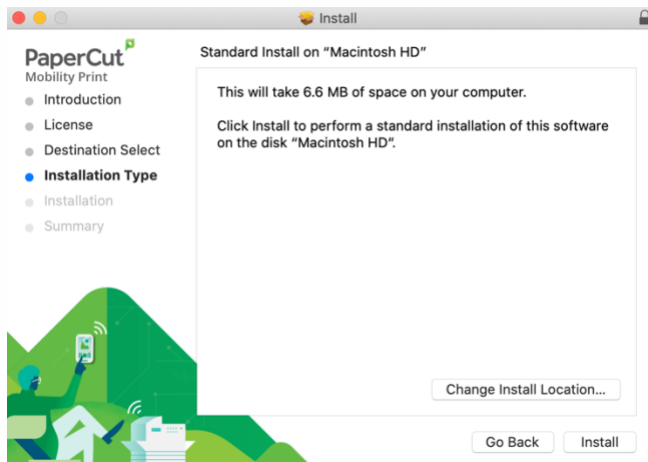 Install
PaperCut
Mobility Print
Standard Install on “Macintosh HD”
Introduction
License
Destination Select
Installation Type
Installation
Summary
This will take 6.6 MB of space on your computer.
Click Install to perform a standard installation of this software
on the disk “Macintosh HD”.
Change Install Location...
Go Back
Install